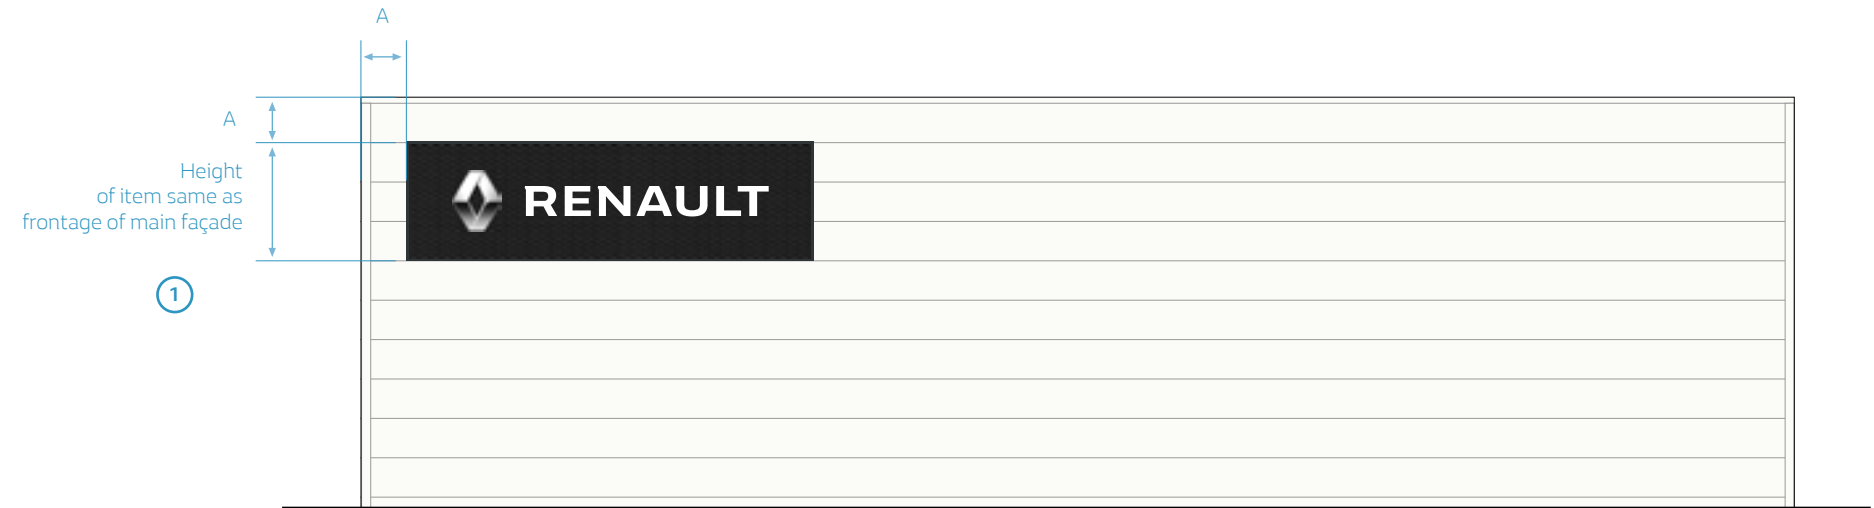 A
A
Height
of item same as
frontage of main façade
RENAULT
1